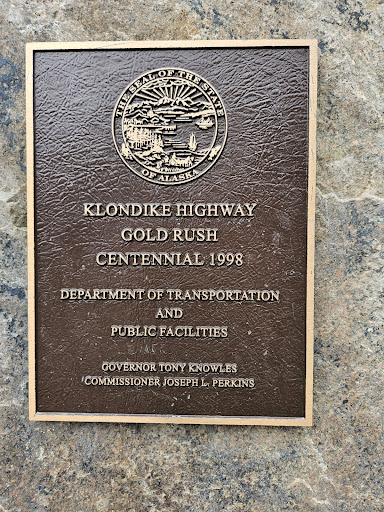 THE SEAL OF THE STATE
OF ALASKA
KLONDIKE HIGHWAY
GOLD RUSH
CENTENNIAL 1998
DEPARTMENT OF TRANSPORTATION
AND
PUBLIC FACILITIES
GOVERNOR TONY KNOWLES
COMMISSIONER JOSEPH L. PERKINS